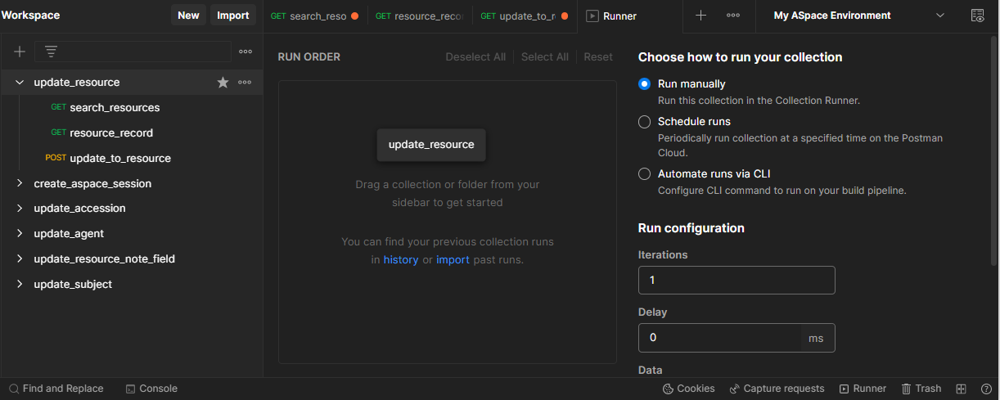 Workspace
New
Import
GET search_reso
GET resource_reco
GET update_to_r
Runner
My ASpace Environment
update_resource
GET search_resources
GET resource_record
POST update_to_resource
create_aspace_session
update_accession
update_agent
update_resource_note_field
update_subject
RUN ORDER
Deselect All
Select All
Reset
update_resource
Drag a collection or folder from your
sidebar to get started
You can find your previous collection runs
in history or import past runs.
Choose how to run your collection
Run manually
Run this collection in the Collection Runner.
Schedule runs
Periodically run collection at a specified time on the Postman
Cloud.
Automate runs via CLI
Configure CLI command to run on your build pipeline.
Run configuration
Iterations
1
Delay
0 ms
Data
Find and Replace
Console
Cookies
Capture requests
Runner
Trash